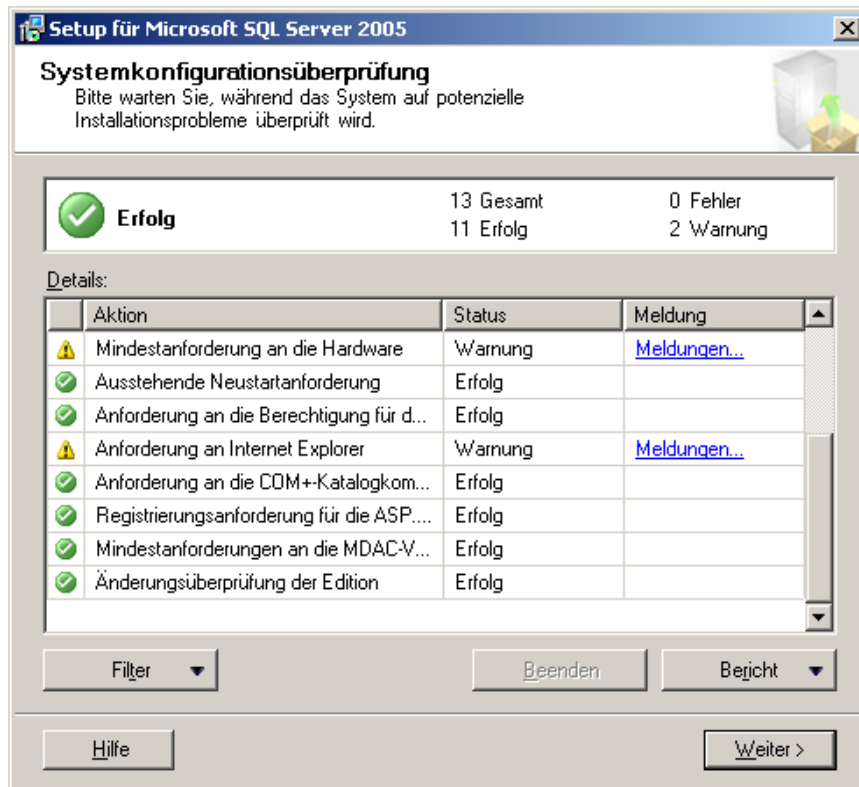 Setup für Microsoft SQL Server 2005
Systemkonfigurationsüberprüfung
Bitte warten Sie, während das System auf potenzielle
Installationsprobleme überprüft wird.
Erfolg
13 Gesamt 0 Fehler
11 Erfolg 2 Warnung
Details:
Aktion Status Meldung
Mindestanforderung an die Hardware Warnung Meldungen...
Ausstehende Neustartanforderung Erfolg
Anforderung an die Berechtigung für d... Erfolg
Anforderung an Internet Explorer Warnung Meldungen...
Anforderung an die COM+-Katalogkom... Erfolg
Registrierungsanforderung für die ASP.... Erfolg
Mindestanforderungen an die MDAC-V... Erfolg
Änderungsüberprüfung der Edition Erfolg
Filter Beenden Bericht
Hilfe Weiter >